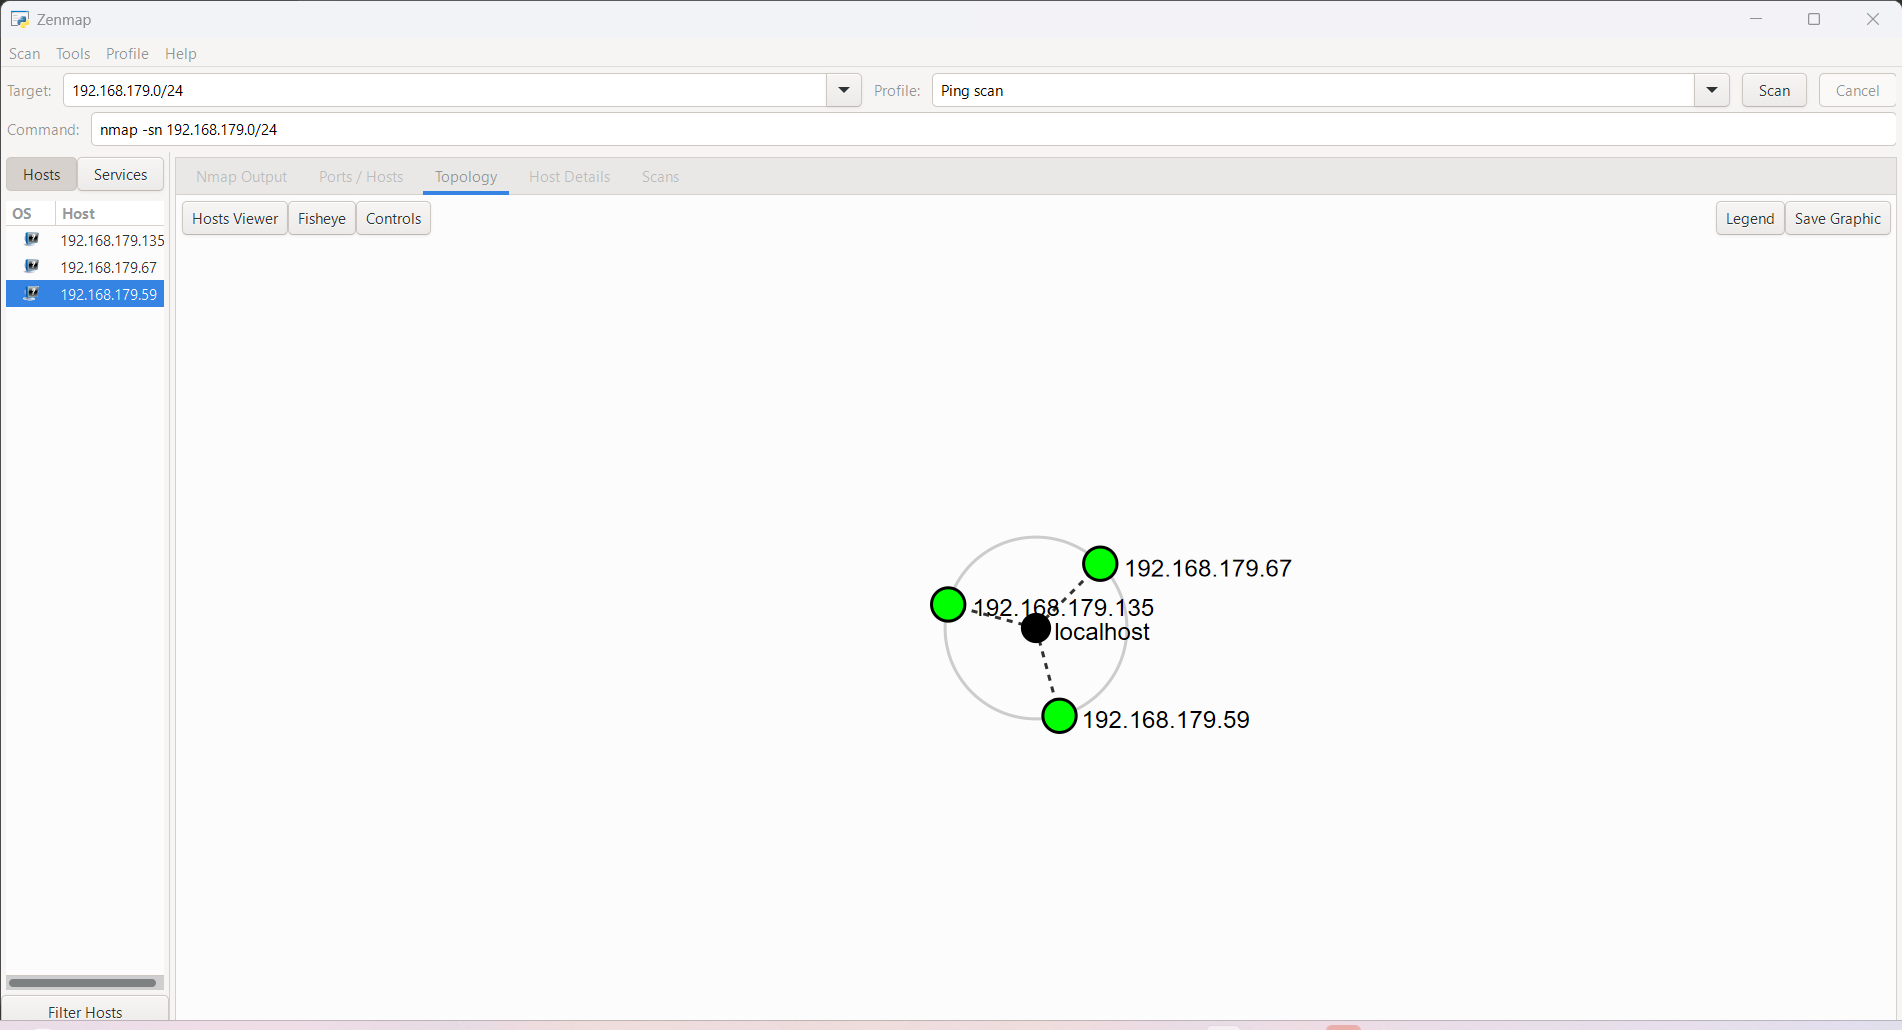 Zenmap
Scan Tools Profile Help
Target: 192.168.179.0/24 Profile: Ping scan Scan Cancel
Command: nmap -sn 192.168.179.0/24
Hosts Services
Nmap Output Ports / Hosts Topology Host Details Scans
OS Host
192.168.179.135
192.168.179.67
192.168.179.59
Hosts Viewer Fisheye Controls Legend Save Graphic
192.168.179.67
192.168.179.135
localhost
192.168.179.59
Filter Hosts